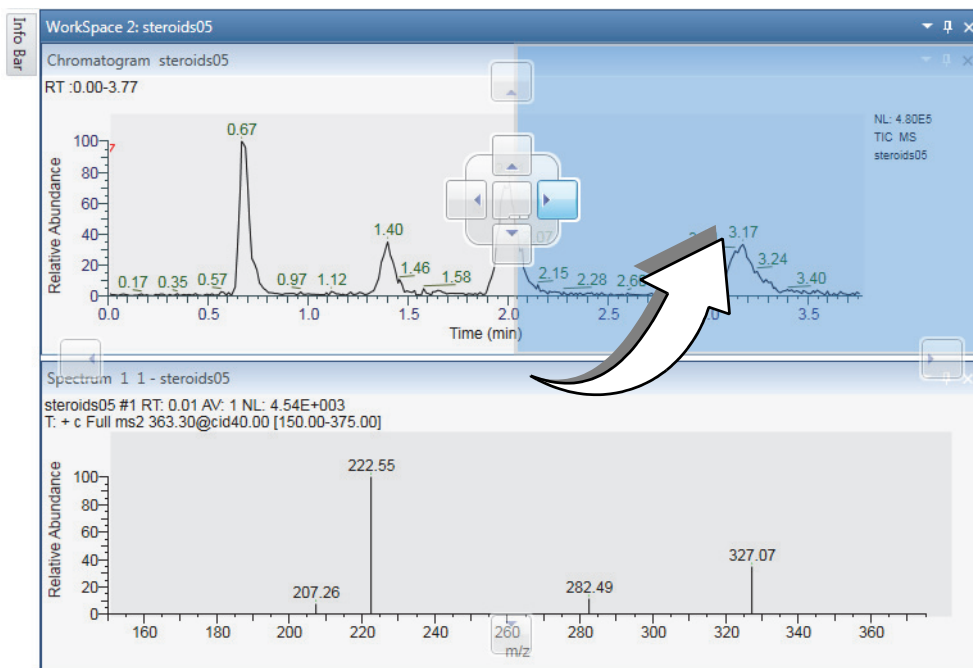 Info Bar
WorkSpace 2: steroids05
Chromatogram steroids05
RT :0.00-3.77
NL: 4.80E5
TIC MS
steroids05
Relative Abundance
100
80
60
40
20
0
7
0.17
0.35
0.57
0.67
0.97
1.12
1.40
1.46
1.58
2.15
2.28
3.17
3.24
3.40
0.0 0.5 1.0 1.5 2.0 2.5 3.5
Time (min)
Spectrum 1 1 - steroids05
steroids05 #1 RT: 0.01 AV: 1 NL: 4.54E+003
T: + c Full ms2 363.30@cid40.00 [150.00-375.00]
Relative Abundance
100
80
60
40
20
0
207.26
222.55
282.49
327.07
160 180 200 220 240 260 280 300 320 340 360
m/z